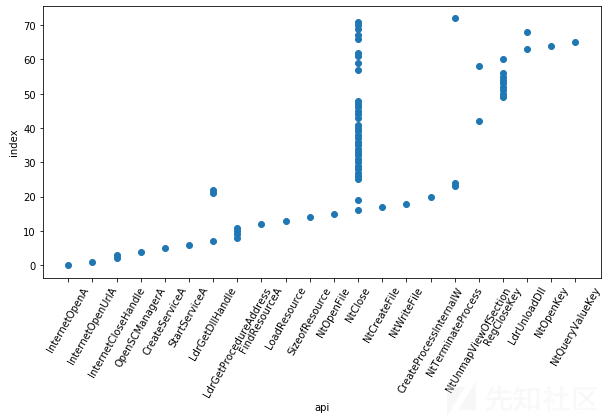 70
60
50
40
30
20
10
0
index
InternetOpenA
InternetOpenUrlA
InternetCloseHandle
OpenSCManagerA
CreateServiceA
StartServiceA
LdrGetDllHandle
LdrGetProcedureAddress
FindResourceA
LoadResource
SizeofResource
NtOpenFile
NtClose
NtCreateFile
NtWriteFile
CreateProcessInternalW
NtTerminateProcess
NtUnmapViewOfSection
RegCloseKey
LdrUnloadDll
NtOpenKey
NtQueryValueKey
api
先知社区